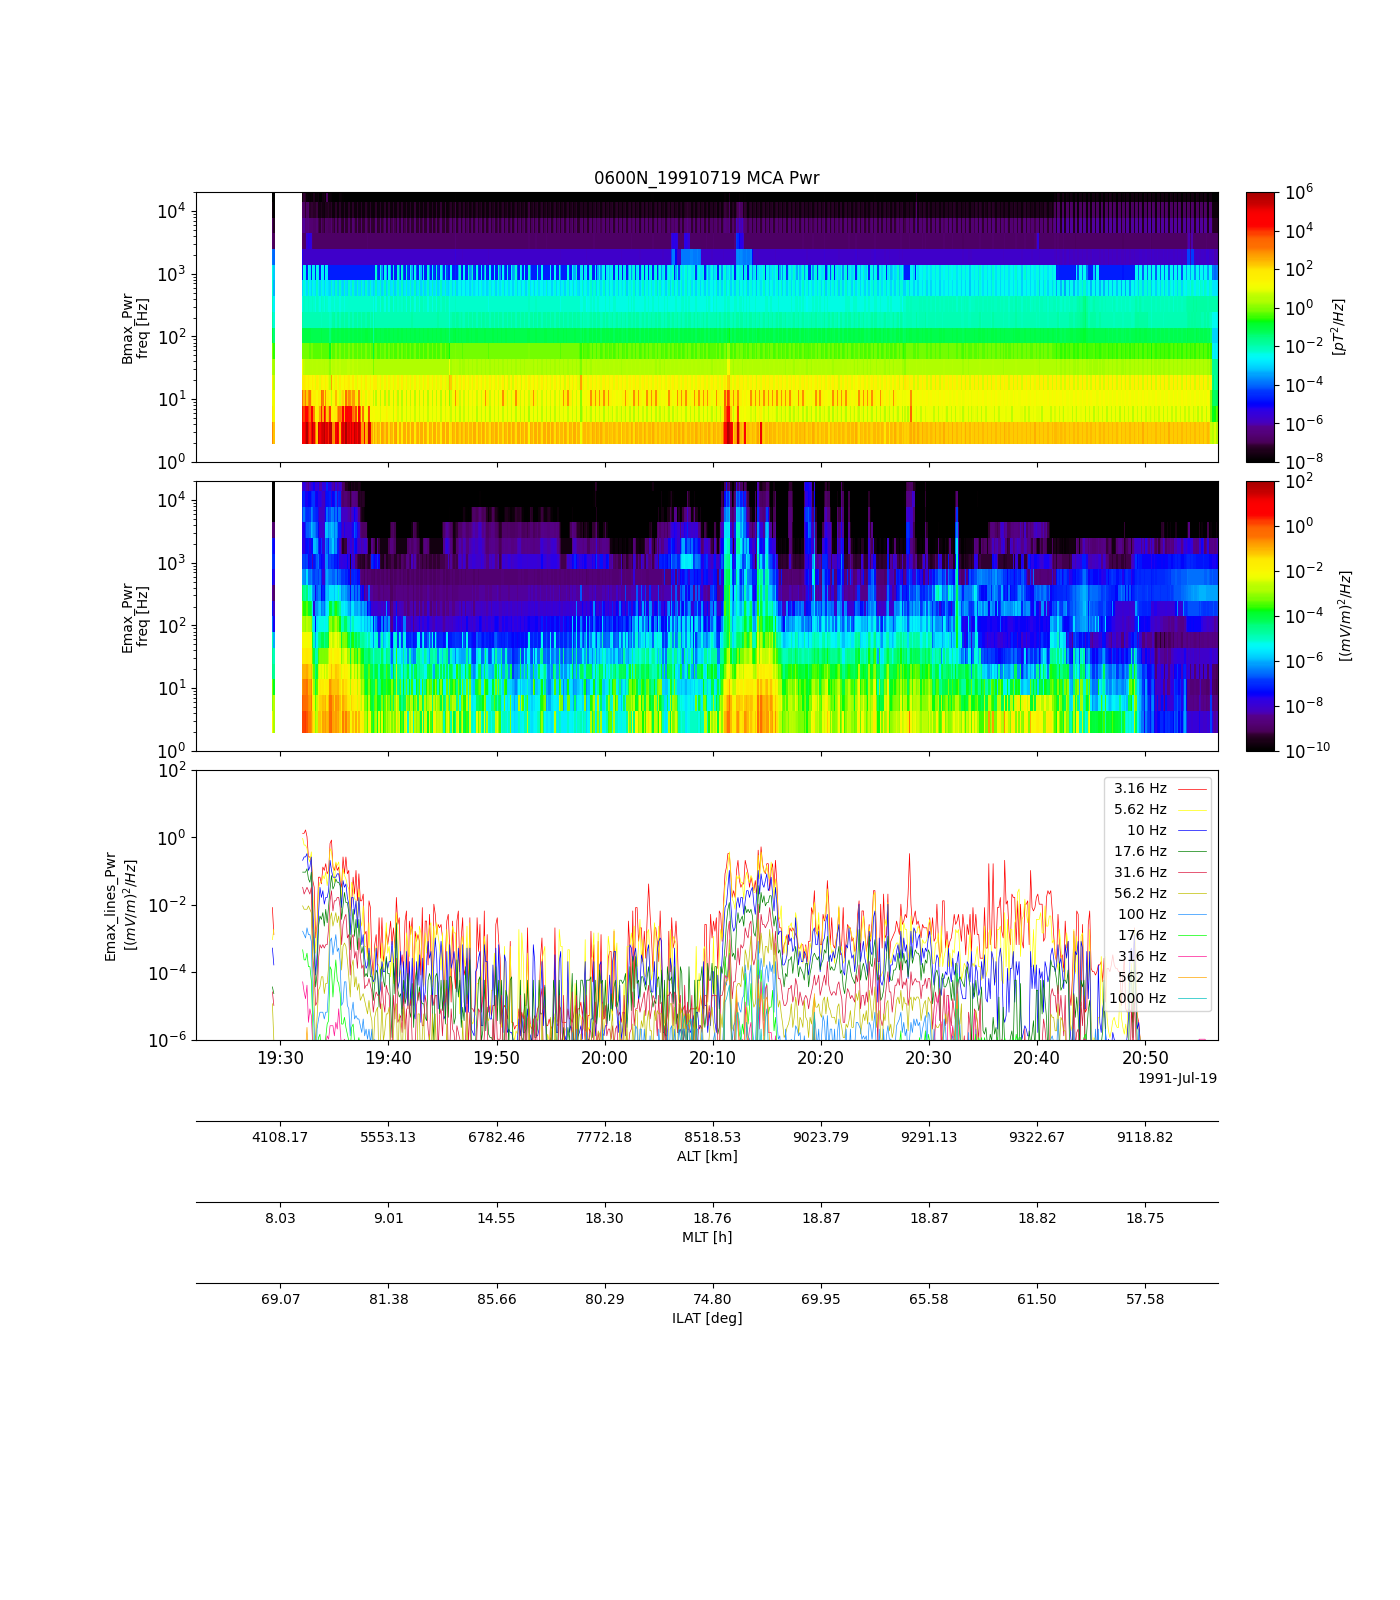 0600N_19910719 MCA Pwr
Bmax_Pwr
freq [Hz]
10^4
10^3
10^2
10^1
10^0
10^6
10^4
10^2
10^0
10^-2
10^-4
10^-6
10^-8
[pT^2/Hz]
Emax_Pwr
freq [Hz]
10^4
10^3
10^2
10^1
10^0
10^2
10^0
10^-2
10^-4
10^-6
10^-8
10^-10
[(mV/m)^2/Hz]
Emax_lines_Pwr
[(mV/m)^2/Hz]
10^2
10^0
10^-2
10^-4
10^-6
3.16 Hz
5.62 Hz
10 Hz
17.6 Hz
31.6 Hz
56.2 Hz
100 Hz
176 Hz
316 Hz
562 Hz
1000 Hz
19:30 19:40 19:50 20:00 20:10 20:20 20:30 20:40 20:50
1991-Jul-19
4108.17 5553.13 6782.46 7772.18 8518.53 9023.79 9291.13 9322.67 9118.82
ALT [km]
8.03 9.01 14.55 18.30 18.76 18.87 18.87 18.82 18.75
MLT [h]
69.07 81.38 85.66 80.29 74.80 69.95 65.58 61.50 57.58
ILAT [deg]